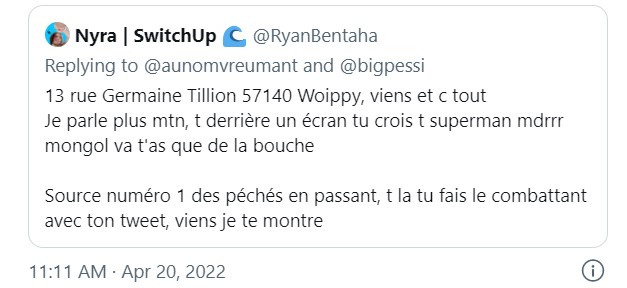 Nyra | SwitchUp 🌊 @RyanBentaha
Replying to @aunomvreumant and @bigpessi
13 rue Germaine Tillion 57140 Woippy, viens et c tout
Je parle plus mtn, t derrière un écran tu crois t superman mdrrr
mongol va t'as que de la bouche
Source numéro 1 des péchés en passant, t la tu fais le combattant
avec ton tweet, viens je te montre
11:11 AM · Apr 20, 2022